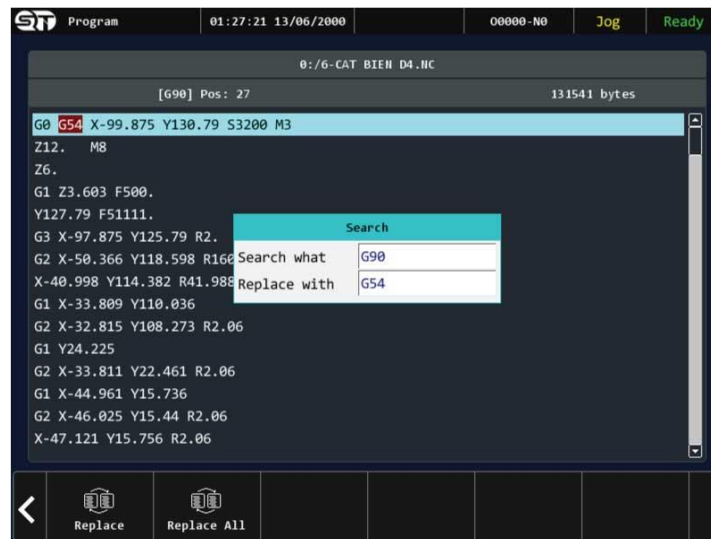 ST Program 01:27:21 13/06/2000 O0000-N0 Jog Ready
0:/6-CAT BIEN D4.NC
[G90] Pos: 27 131541 bytes
G0 G54 X-99.875 Y130.79 S3200 M3
Z12. M8
Z6.
G1 Z3.603 F500.
Y127.79 F51111.
G3 X-97.875 Y125.79 R2.
G2 X-50.366 Y118.598 R160
X-40.998 Y114.382 R41.988
G1 X-33.809 Y110.036
G2 X-32.815 Y108.273 R2.06
G1 Y24.225
G2 X-33.811 Y22.461 R2.06
G1 X-44.961 Y15.736
G2 X-46.025 Y15.44 R2.06
X-47.121 Y15.756 R2.06
Search
Search what G90
Replace with G54
Replace Replace All